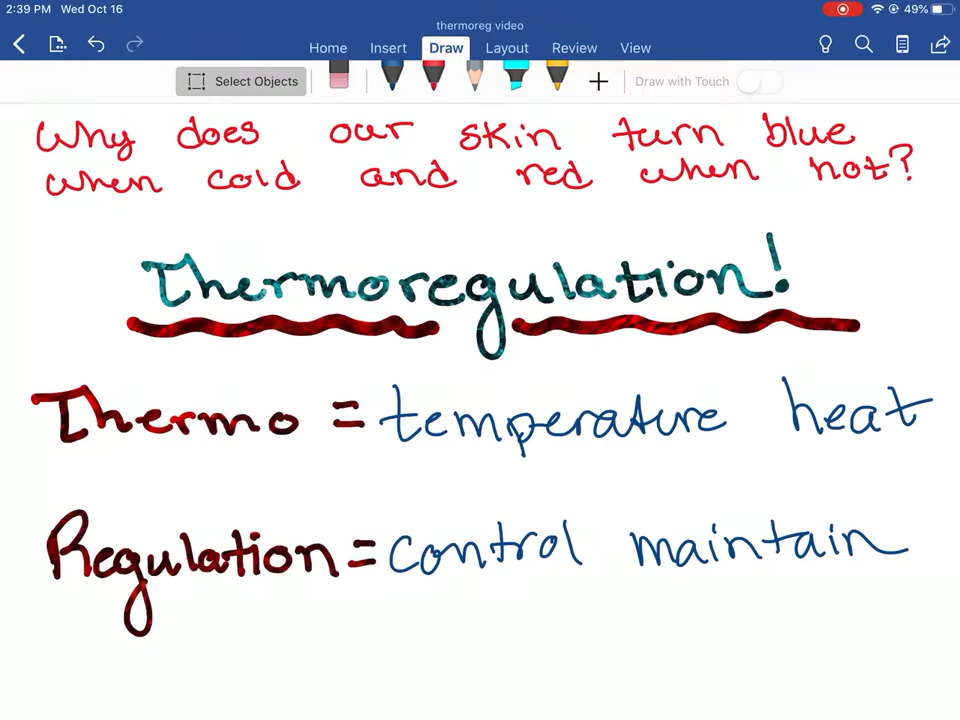 2:39 PM Wed Oct 16 49%
thermoreg video
Home Insert Draw Layout Review View
Select Objects Draw with Touch
Why does our skin turn blue
when cold and red when hot?
Thermoregulation!
Thermo = temperature heat
Regulation = control maintain